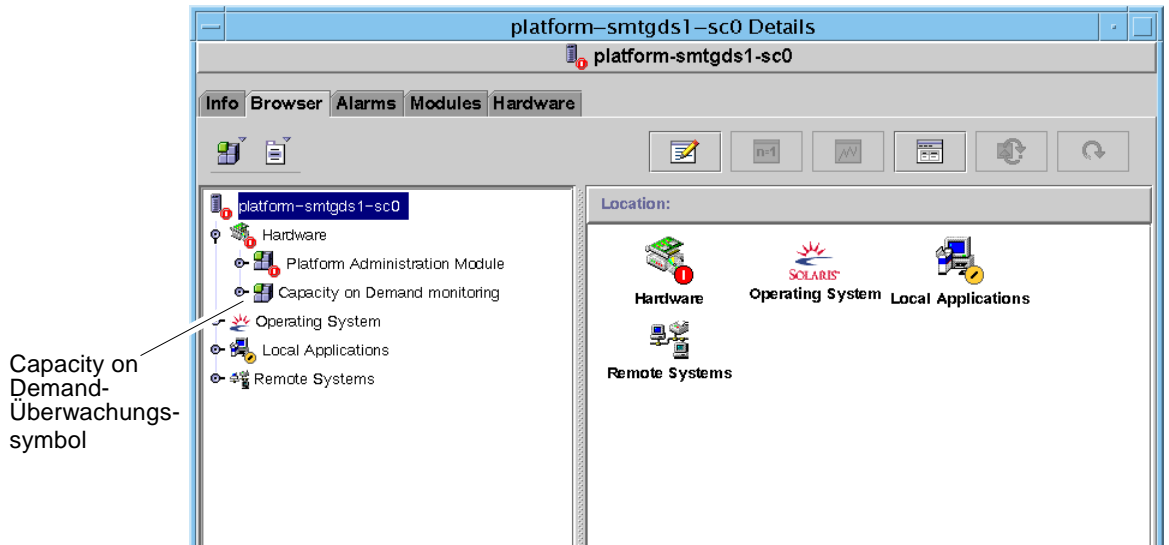 platform–smtgds1–sc0 Details
platform-smtgds1-sc0
Info Browser Alarms Modules Hardware
n=1
platform–smtgds1–sc0
Hardware
Platform Administration Module
Capacity on Demand monitoring
Operating System
Local Applications
Remote Systems
Location:
Hardware
SOLARIS
Operating System
Local Applications
Remote Systems
Capacity on
Demand-
Überwachungs-
symbol